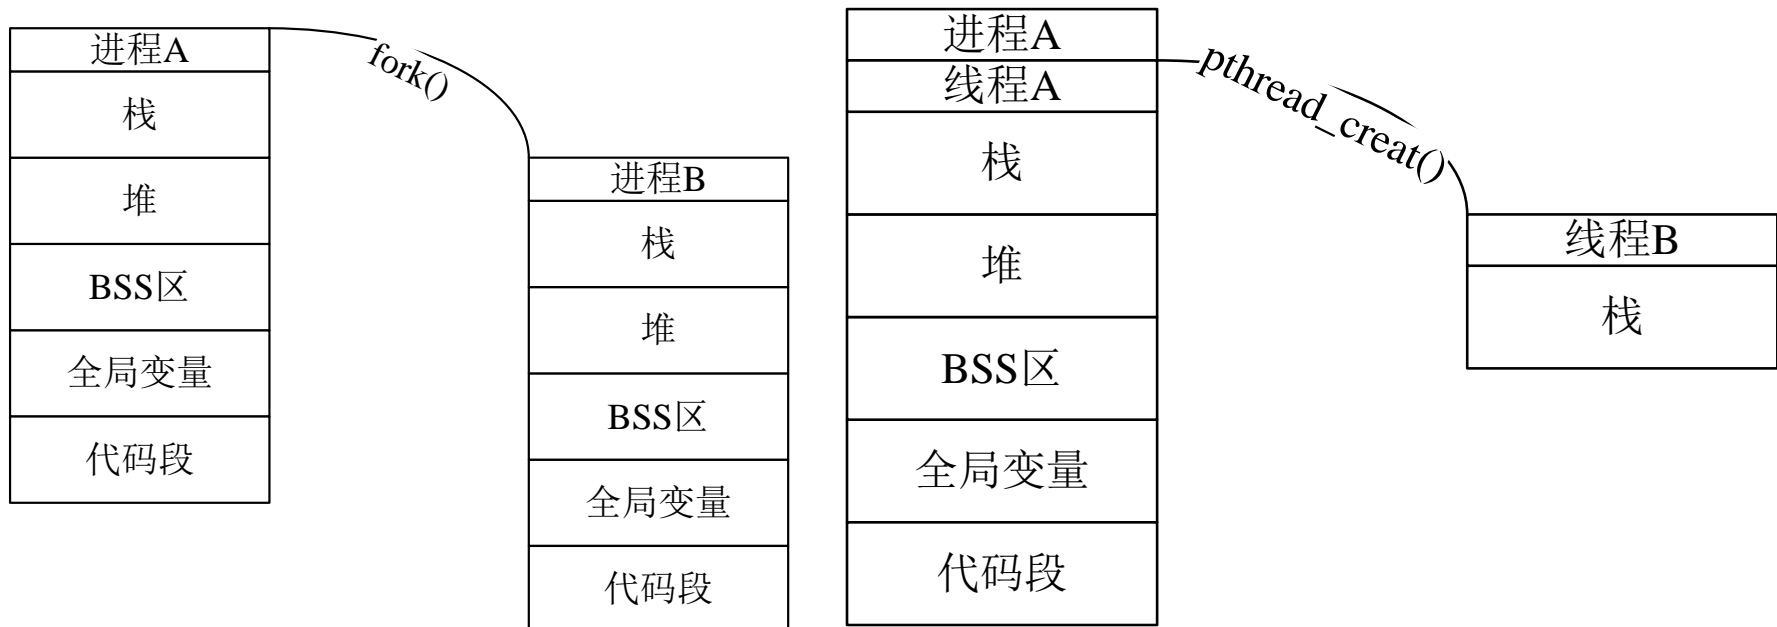 进程A
栈
堆
BSS区
全局变量
代码段
fork()
进程B
栈
堆
BSS区
全局变量
代码段
进程A
线程A
栈
堆
BSS区
全局变量
代码段
pthread_creat()
线程B
栈